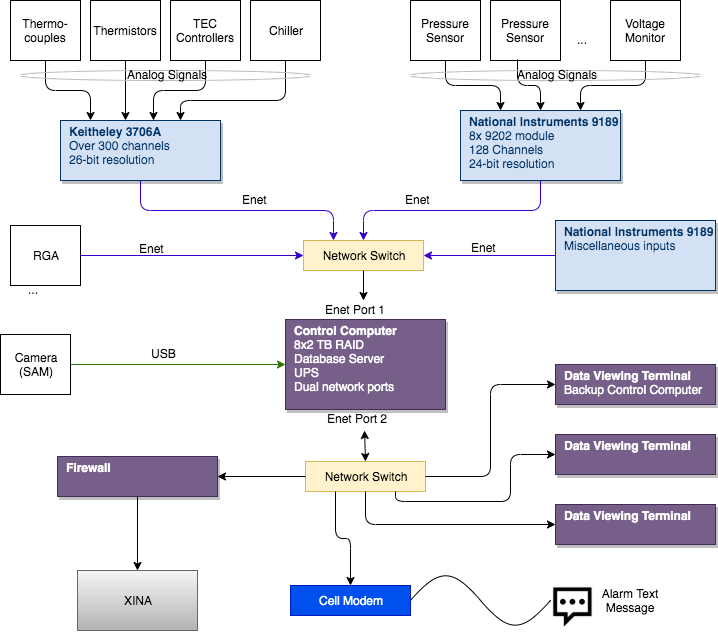 Thermo-
couples
Thermistors
TEC
Controllers
Chiller
Pressure
Sensor
Pressure
Sensor
...
Voltage
Monitor
Analog Signals
Analog Signals
Keitheley 3706A
Over 300 channels
26-bit resolution
National Instruments 9189
8x 9202 module
128 Channels
24-bit resolution
Enet
Enet
RGA
...
Enet
Network Switch
Enet
National Instruments 9189
Miscellaneous inputs
Enet Port 1
Control Computer
8x2 TB RAID
Database Server
UPS
Dual network ports
Enet Port 2
Camera
(SAM)
USB
Data Viewing Terminal
Backup Control Computer
Data Viewing Terminal
Data Viewing Terminal
Firewall
Network Switch
XINA
Cell Modem
Alarm Text
Message